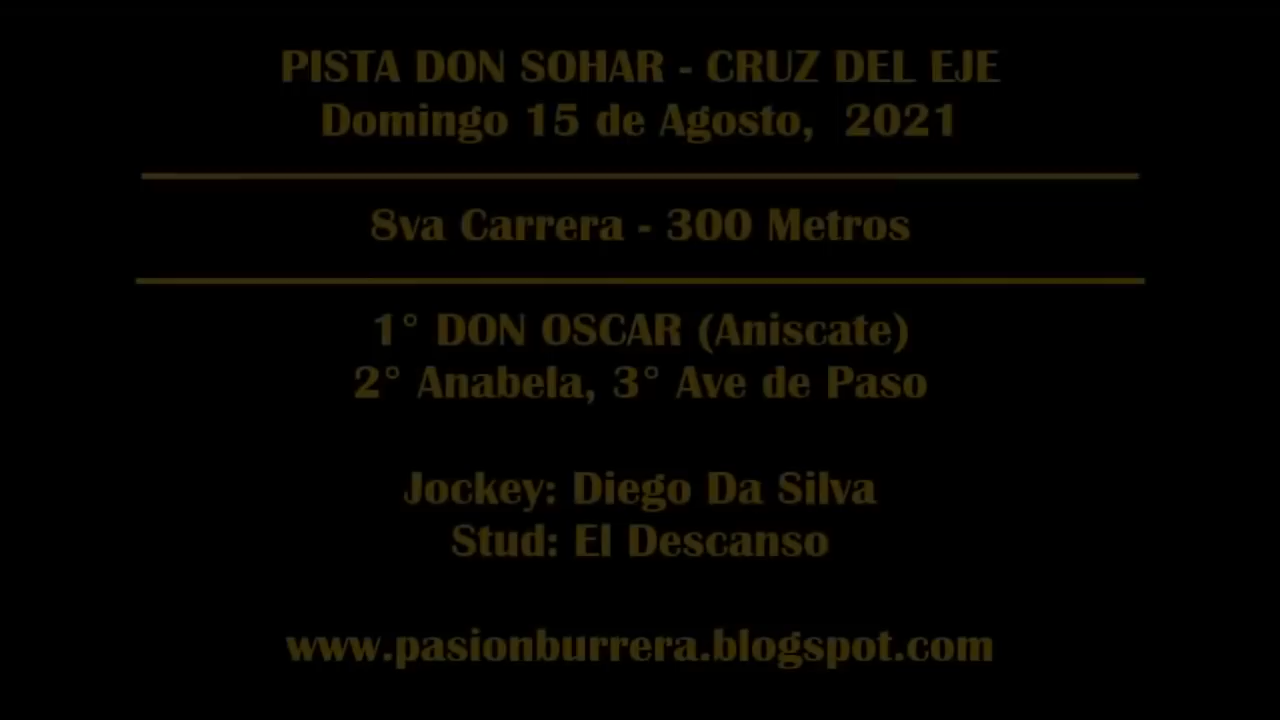 PISTA DON SOHAR - CRUZ DEL EJE
Domingo 15 de Agosto, 2021
8va Carrera - 300 Metros
1° DON OSCAR (Aniscate)
2° Anabela, 3° Ave de Paso
Jockey: Diego Da Silva
Stud: El Descanso
www.pasionburrera.blogspot.com